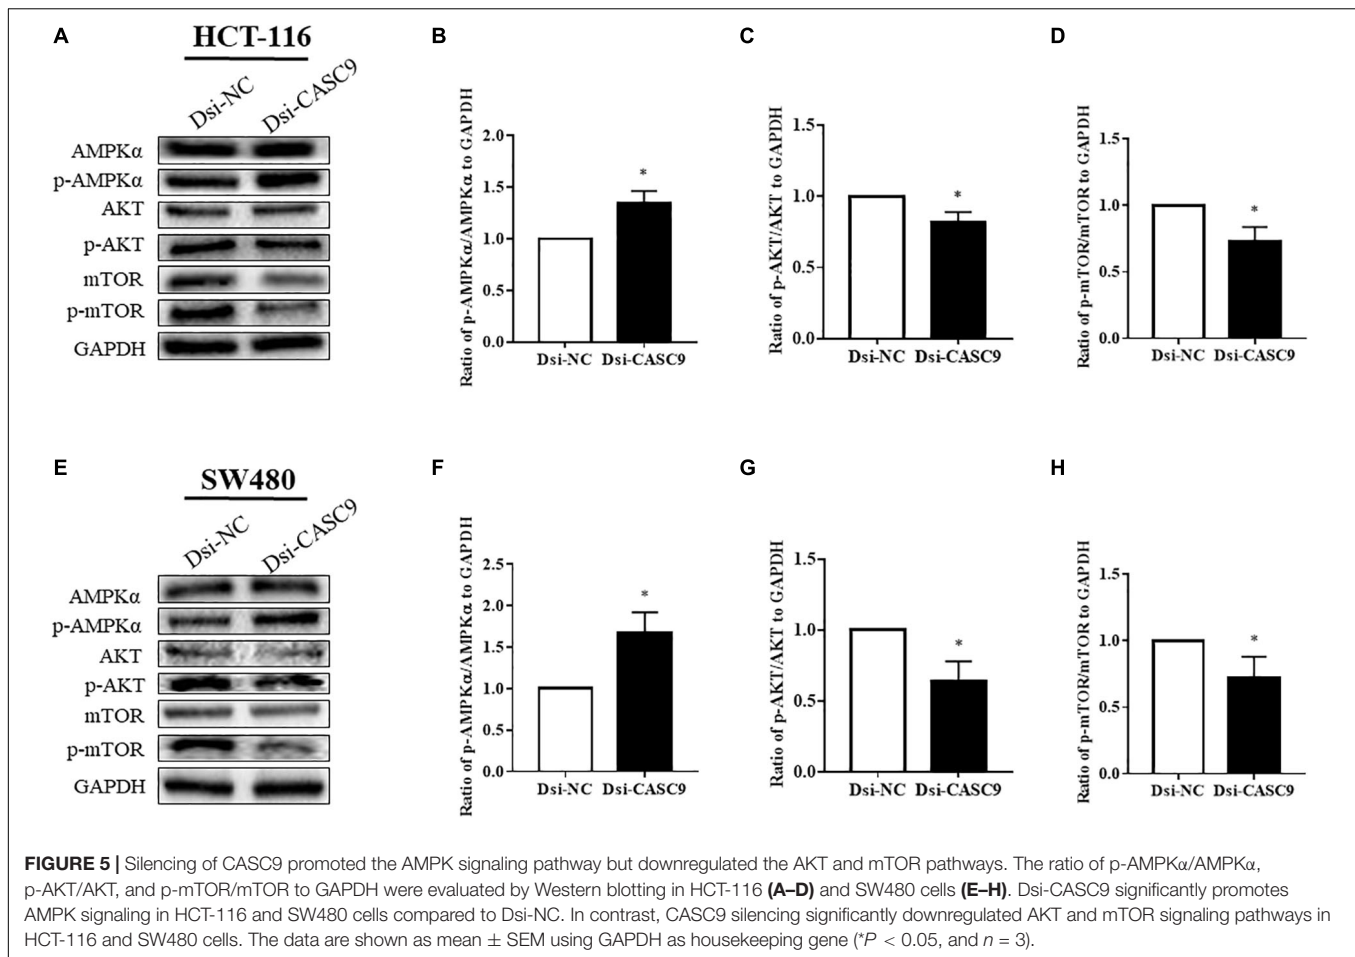 A
HCT-116
Dsi-NC
Dsi-CASC9
AMPKα
p-AMPKα
AKT
p-AKT
mTOR
p-mTOR
GAPDH
B
Ratio of p-AMPKα/AMPKα to GAPDH
2.0
1.5
1.0
0.5
0.0
*
Dsi-NC Dsi-CASC9
C
Ratio of p-AKT/AKT to GAPDH
1.5
1.0
0.5
0.0
*
Dsi-NC Dsi-CASC9
D
Ratio of p-mTOR/mTOR to GAPDH
1.5
1.0
0.5
0.0
*
Dsi-NC Dsi-CASC9
E
SW480
Dsi-NC
Dsi-CASC9
AMPKα
p-AMPKα
AKT
p-AKT
mTOR
p-mTOR
GAPDH
F
Ratio of p-AMPKα/AMPKα to GAPDH
2.5
2.0
1.5
1.0
0.5
0.0
*
Dsi-NC Dsi-CASC9
G
Ratio of p-AKT/AKT to GAPDH
1.5
1.0
0.5
0.0
*
Dsi-NC Dsi-CASC9
H
Ratio of p-mTOR/mTOR to GAPDH
1.5
1.0
0.5
0.0
*
Dsi-NC Dsi-CASC9
FIGURE 5 | Silencing of CASC9 promoted the AMPK signaling pathway but downregulated the AKT and mTOR pathways. The ratio of p-AMPKα/AMPKα,
p-AKT/AKT, and p-mTOR/mTOR to GAPDH were evaluated by Western blotting in HCT-116 (A–D) and SW480 cells (E–H). Dsi-CASC9 significantly promotes
AMPK signaling in HCT-116 and SW480 cells compared to Dsi-NC. In contrast, CASC9 silencing significantly downregulated AKT and mTOR signaling pathways in
HCT-116 and SW480 cells. The data are shown as mean ± SEM using GAPDH as housekeeping gene (*P < 0.05, and n = 3).